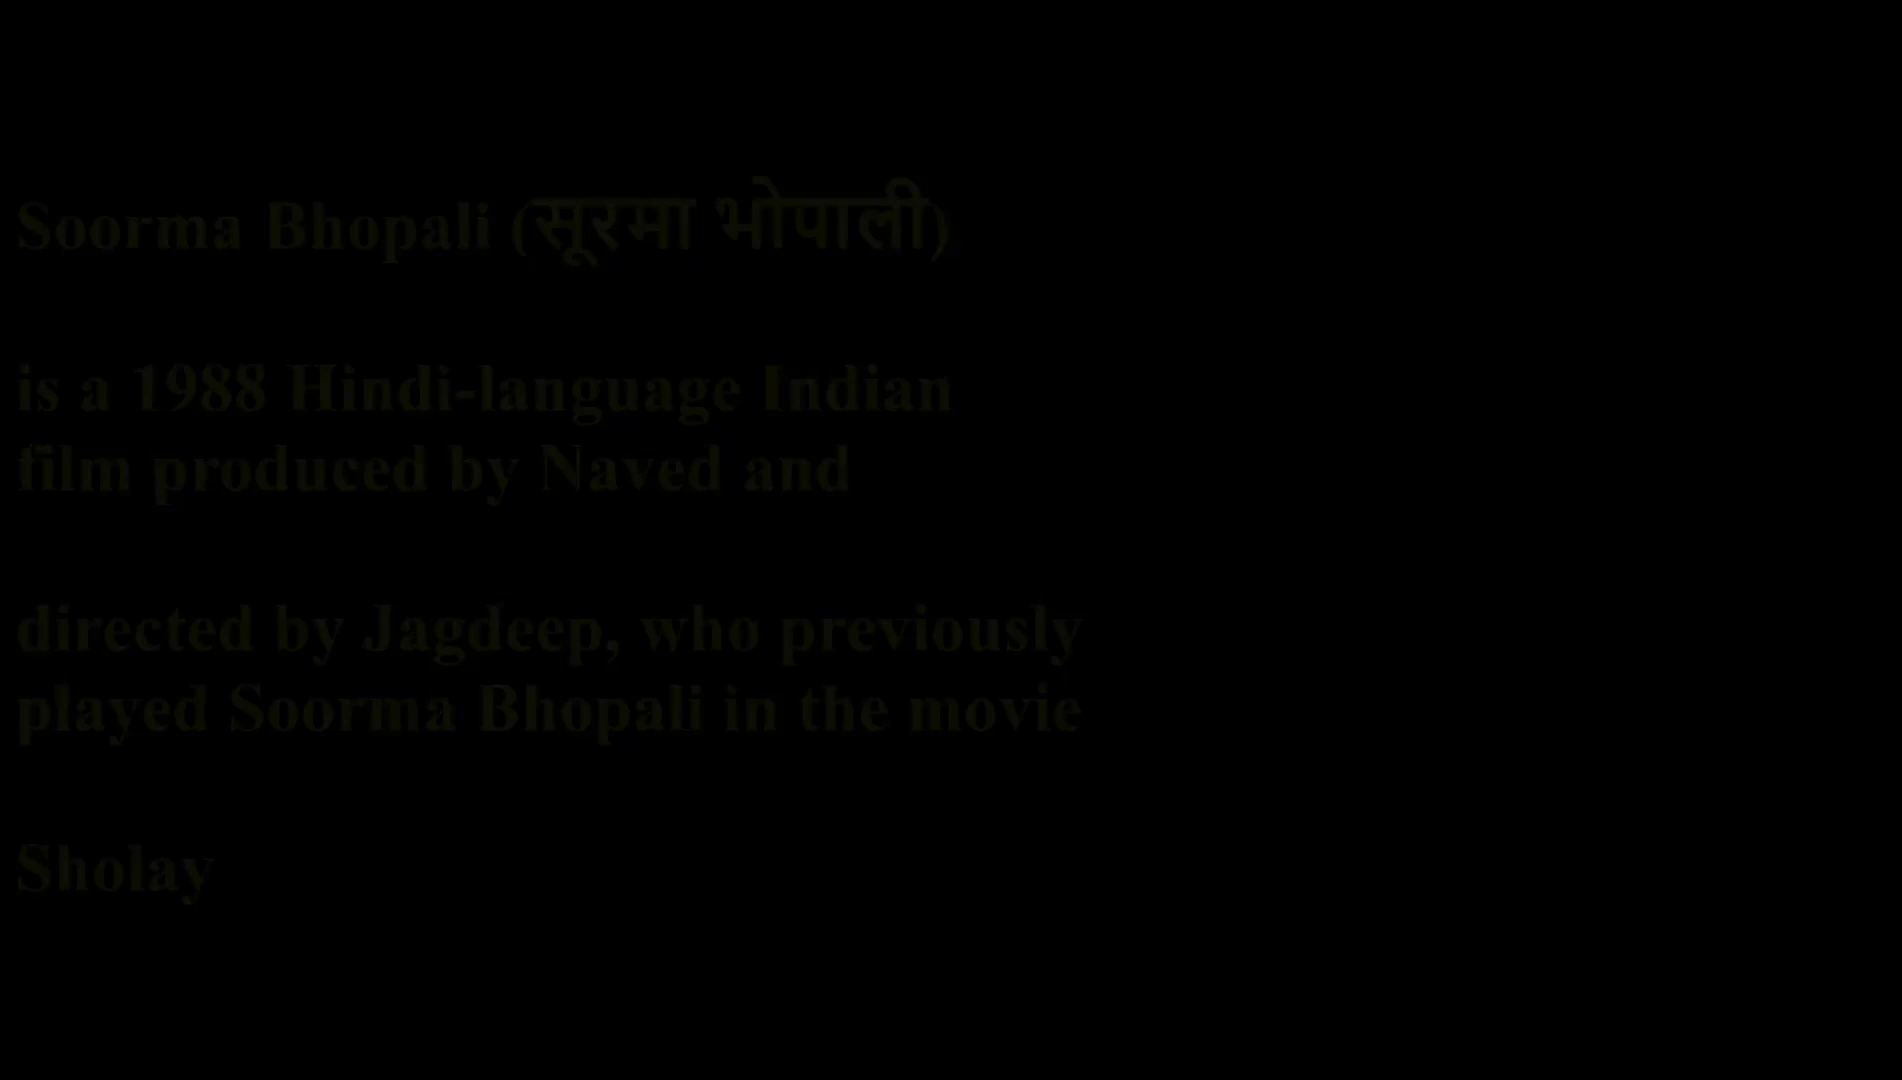 Soorma Bhopali (सूरमा भोपाली)
is a 1988 Hindi-language Indian
film produced by Naved and
directed by Jagdeep, who previously
played Soorma Bhopali in the movie
Sholay